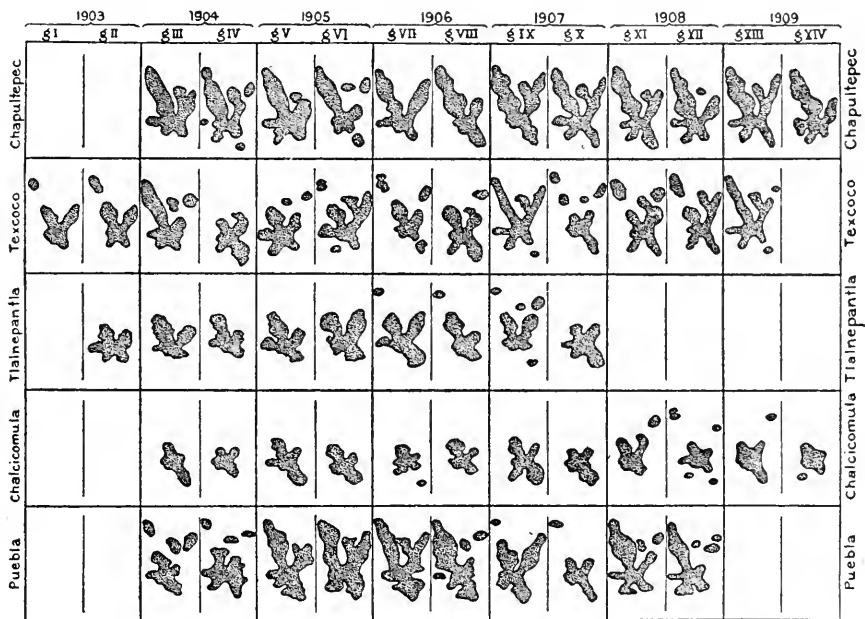 1903 1904 1905 1906 1907 1908 1909
g I g II g III g IV g V g VI g VII g VIII g IX g X g XI g XII g XIII g XIV
Chapultepec Chapultepec
Texcoco Texcoco
Tlalnepantla Tlalnepantla
Chalcicomula Chalcicomula
Puebla Puebla